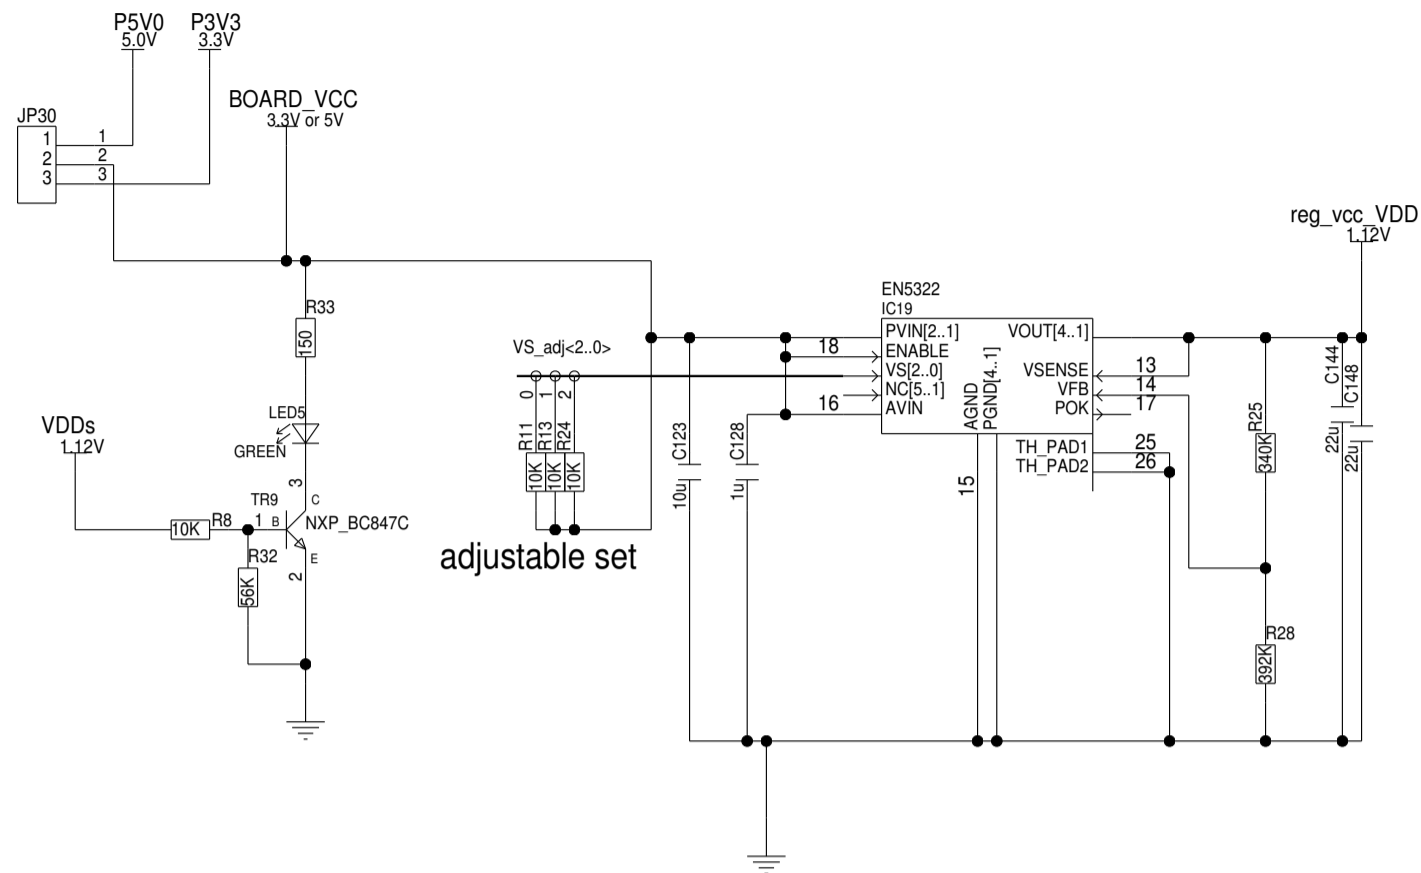 P5V0
5.0V
P3V3
3.3V
BOARD_VCC
3.3V or 5V
JP30
1
2
3
1
2
3
reg_vcc_VDD
1.12V
R33
150
LED5
GREEN
VDDs
1.12V
10K
R8
1
B
TR9
3
C
NXP_BC847C
E
2
R32
56K
VS_adj<2..0>
0
1
2
R11
R13
R24
10K
10K
10K
adjustable set
C123
10u
C128
1u
EN5322
IC19
PVIN[2..1]
ENABLE
VS[2..0]
NC[5..1]
AVIN
18
16
AGND
PGND[4..1]
15
VOUT[4..1]
VSENSE
VFB
POK
13
14
17
TH_PAD1
TH_PAD2
25
26
R25
340K
R28
392K
C144
22u
C148
22u